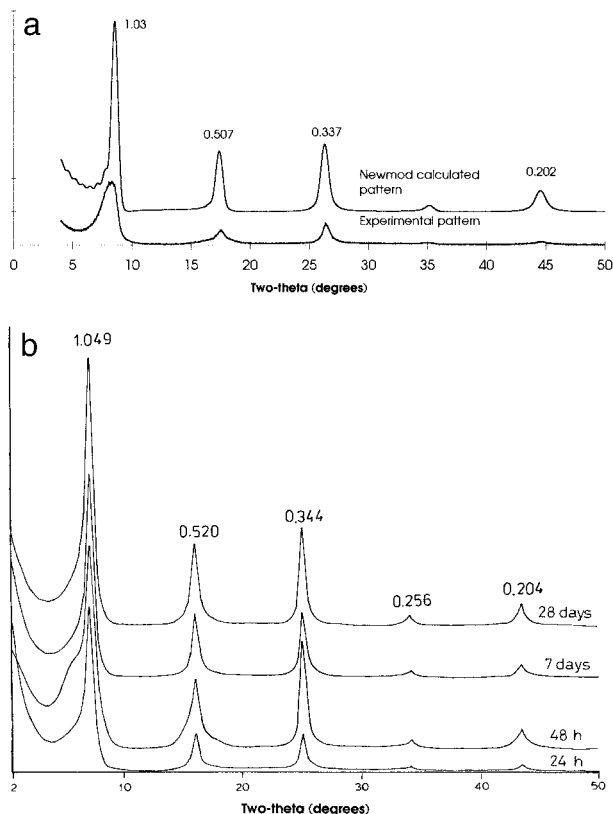 a
1.03
0.507
0.337
0.202
Newmod calculated
pattern
Experimental pattern
0 5 10 15 20 25 30 35 40 45 50
Two-theta (degrees)
b
1.049
0.520
0.344
0.256
0.204
28 days
7 days
48 h
24 h
2 10 20 30 40 50
Two-theta (degrees)